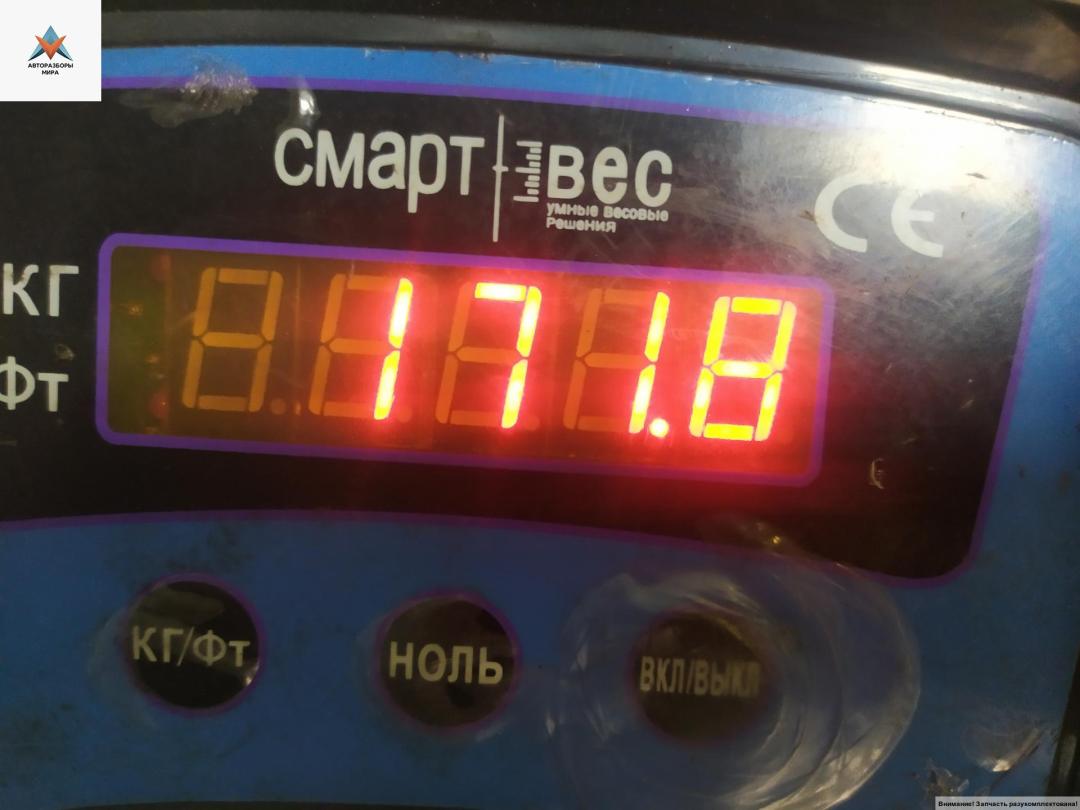 АВТОРАЗБОРЫ
МИРА
СМАРТ ВЕС
умные весовые
Решения
CE
КГ
Фт
171.8
КГ/Фт
НОЛЬ
ВКЛ/ВЫКЛ
Внимание! Запчасть разукомплектована!